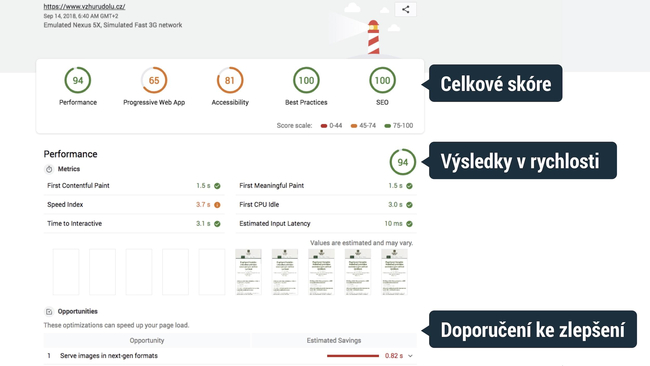 https://www.vzhurudolu.cz/
Sep 14, 2018, 6:40 AM GMT+2
Emulated Nexus 5X, Simulated Fast 3G network
94 65 81 100 100
Performance Progressive Web App Accessibility Best Practices SEO
Celkové skóre
Score scale: 0-44 45-74 75-100
Performance 94
Výsledky v rychlosti
Metrics
First Contentful Paint 1.5 s First Meaningful Paint 1.5 s
Speed Index 3.7 s First CPU Idle 3.0 s
Time to Interactive 3.1 s Estimated Input Latency 10 ms
Values are estimated and may vary.
Opportunities
These optimizations can speed up your page load.
Doporučení ke zlepšení
Opportunity Estimated Savings
1 Serve images in next-gen formats 0.82 s